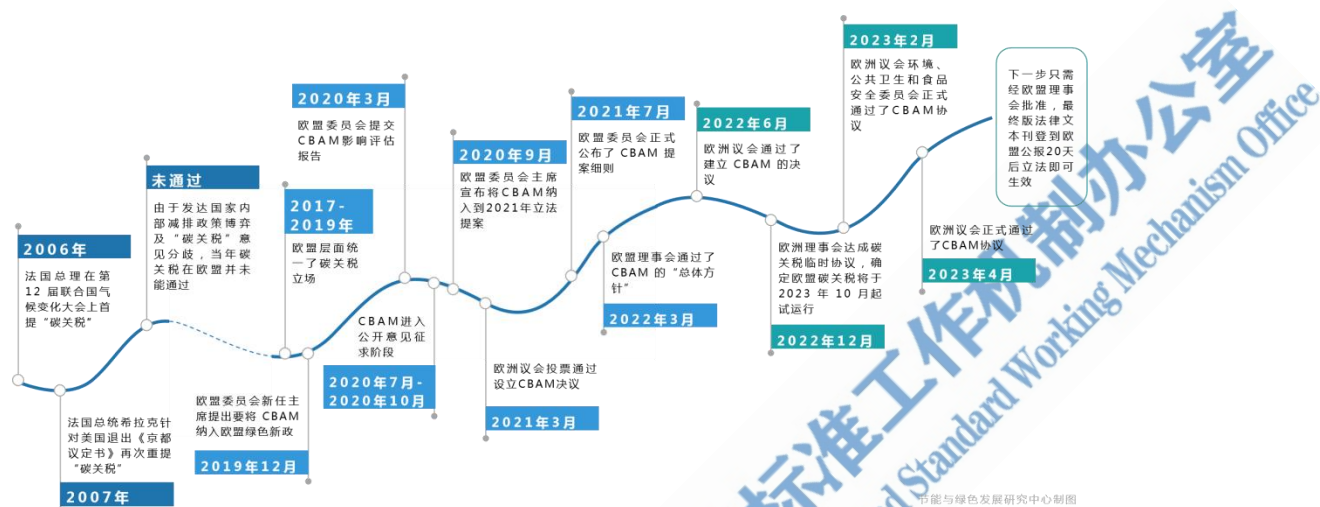 2006年
法国总理在第
12 届联合国气
候变化大会上首
提“碳关税”
法国总统希拉克针
对美国退出《京都
议定书》再次重提
“碳关税”
2007年
未通过
由于发达国家内
部减排政策博弈
及“碳关税”意
见分歧，当年碳
关税在欧盟并未
能通过
2017-
2019年
欧盟层面统
一了碳关税
立场
欧盟委员会新任主
席提出要将 CBAM
纳入欧盟绿色新政
2019年12月
2020年3月
欧盟委员会提交
CBAM影响评估
报告
CBAM进入
公开意见征
求阶段
2020年7月-
2020年10月
2020年9月
欧盟委员会主席
宣布将CBAM纳
入到2021年立法
提案
欧洲议会投票通过
设立CBAM决议
2021年3月
2021年7月
欧盟委员会正式
公布了 CBAM 提
案细则
欧盟理事会通过了
CBAM 的“总体方
针”
2022年3月
2022年6月
欧洲议会通过了
建立 CBAM 的决
议
欧洲理事会达成碳
关税临时协议，确
定欧盟碳关税将于
2023 年 10 月起
试运行
2022年12月
2023年2月
欧洲议会环境、
公共卫生和食品
安全委员会正式
通过了CBAM协
议
欧洲议会正式通过
了CBAM协议
2023年4月
下一步只需
经欧盟理事
会批准，最
终版法律文
本刊登到欧
盟公报20天
后立法即可
生效
标准工作机制办公室
Standard Working Mechanism Office
节能与绿色发展研究中心制图